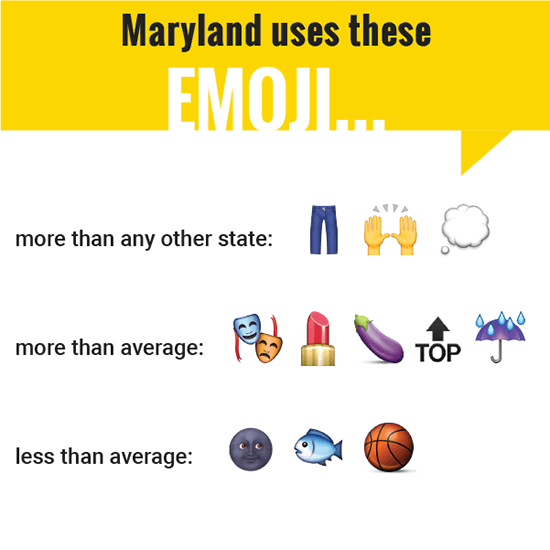 Maryland uses these
EMOJI...
more than any other state:
more than average: TOP
less than average: